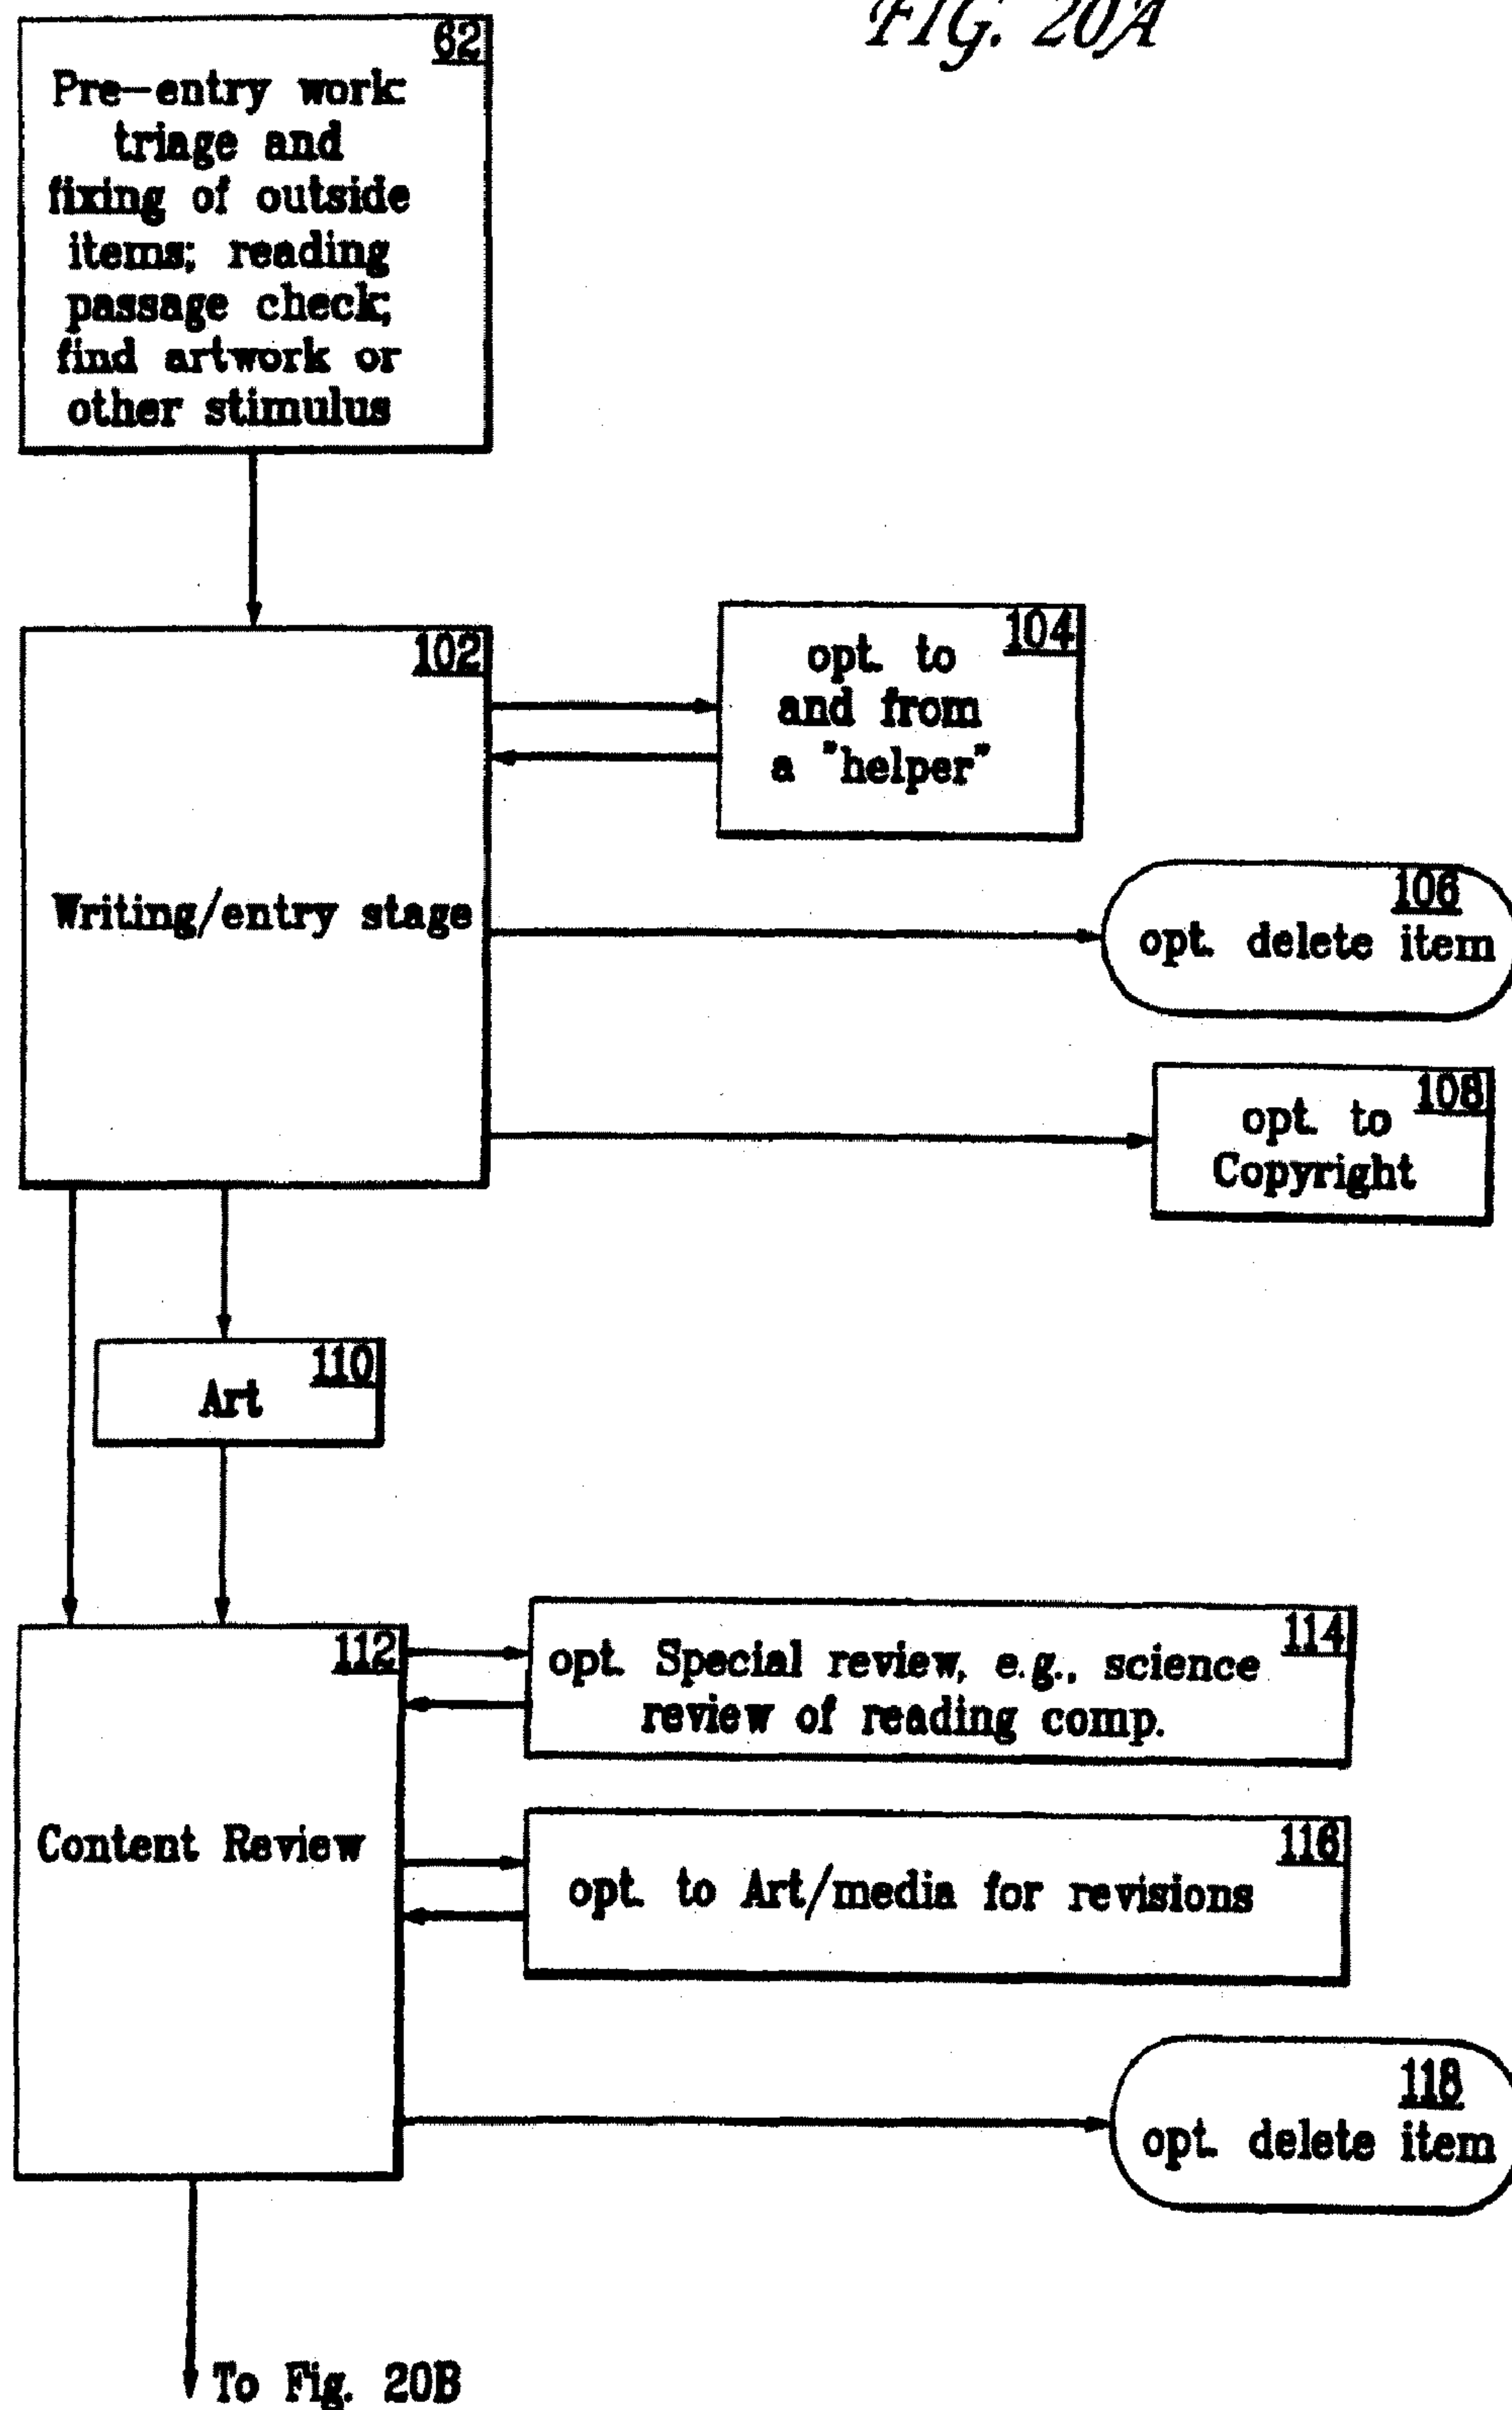 FIG. 20A
62
Pre-entry work:
triage and
fixing of outside
items; reading
passage check;
find artwork or
other stimulus
102
Writing/entry stage
104
opt. to
and from
a "helper"
106
opt. delete item
108
opt. to
Copyright
110
Art
112
Content Review
114
opt. Special review, e.g., science
review of reading comp.
116
opt. to Art/media for revisions
118
opt. delete item
To Fig. 20B